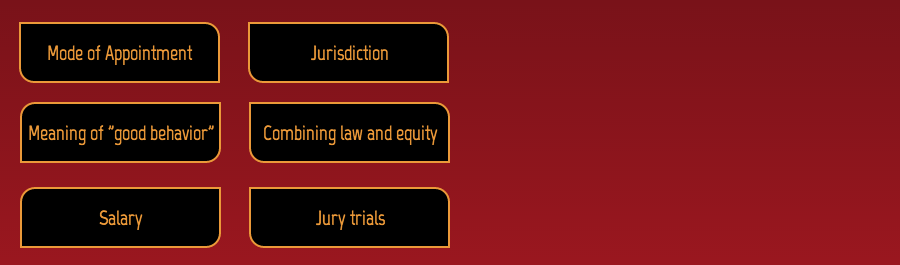 Mode of Appointment
Jurisdiction
Meaning of "good behavior"
Combining law and equity
Salary
Jury trials